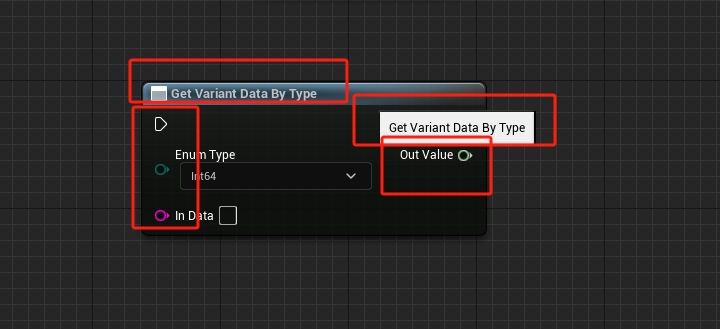 Get Variant Data By Type
Get Variant Data By Type
Enum Type
Out Value
Int64
In Data